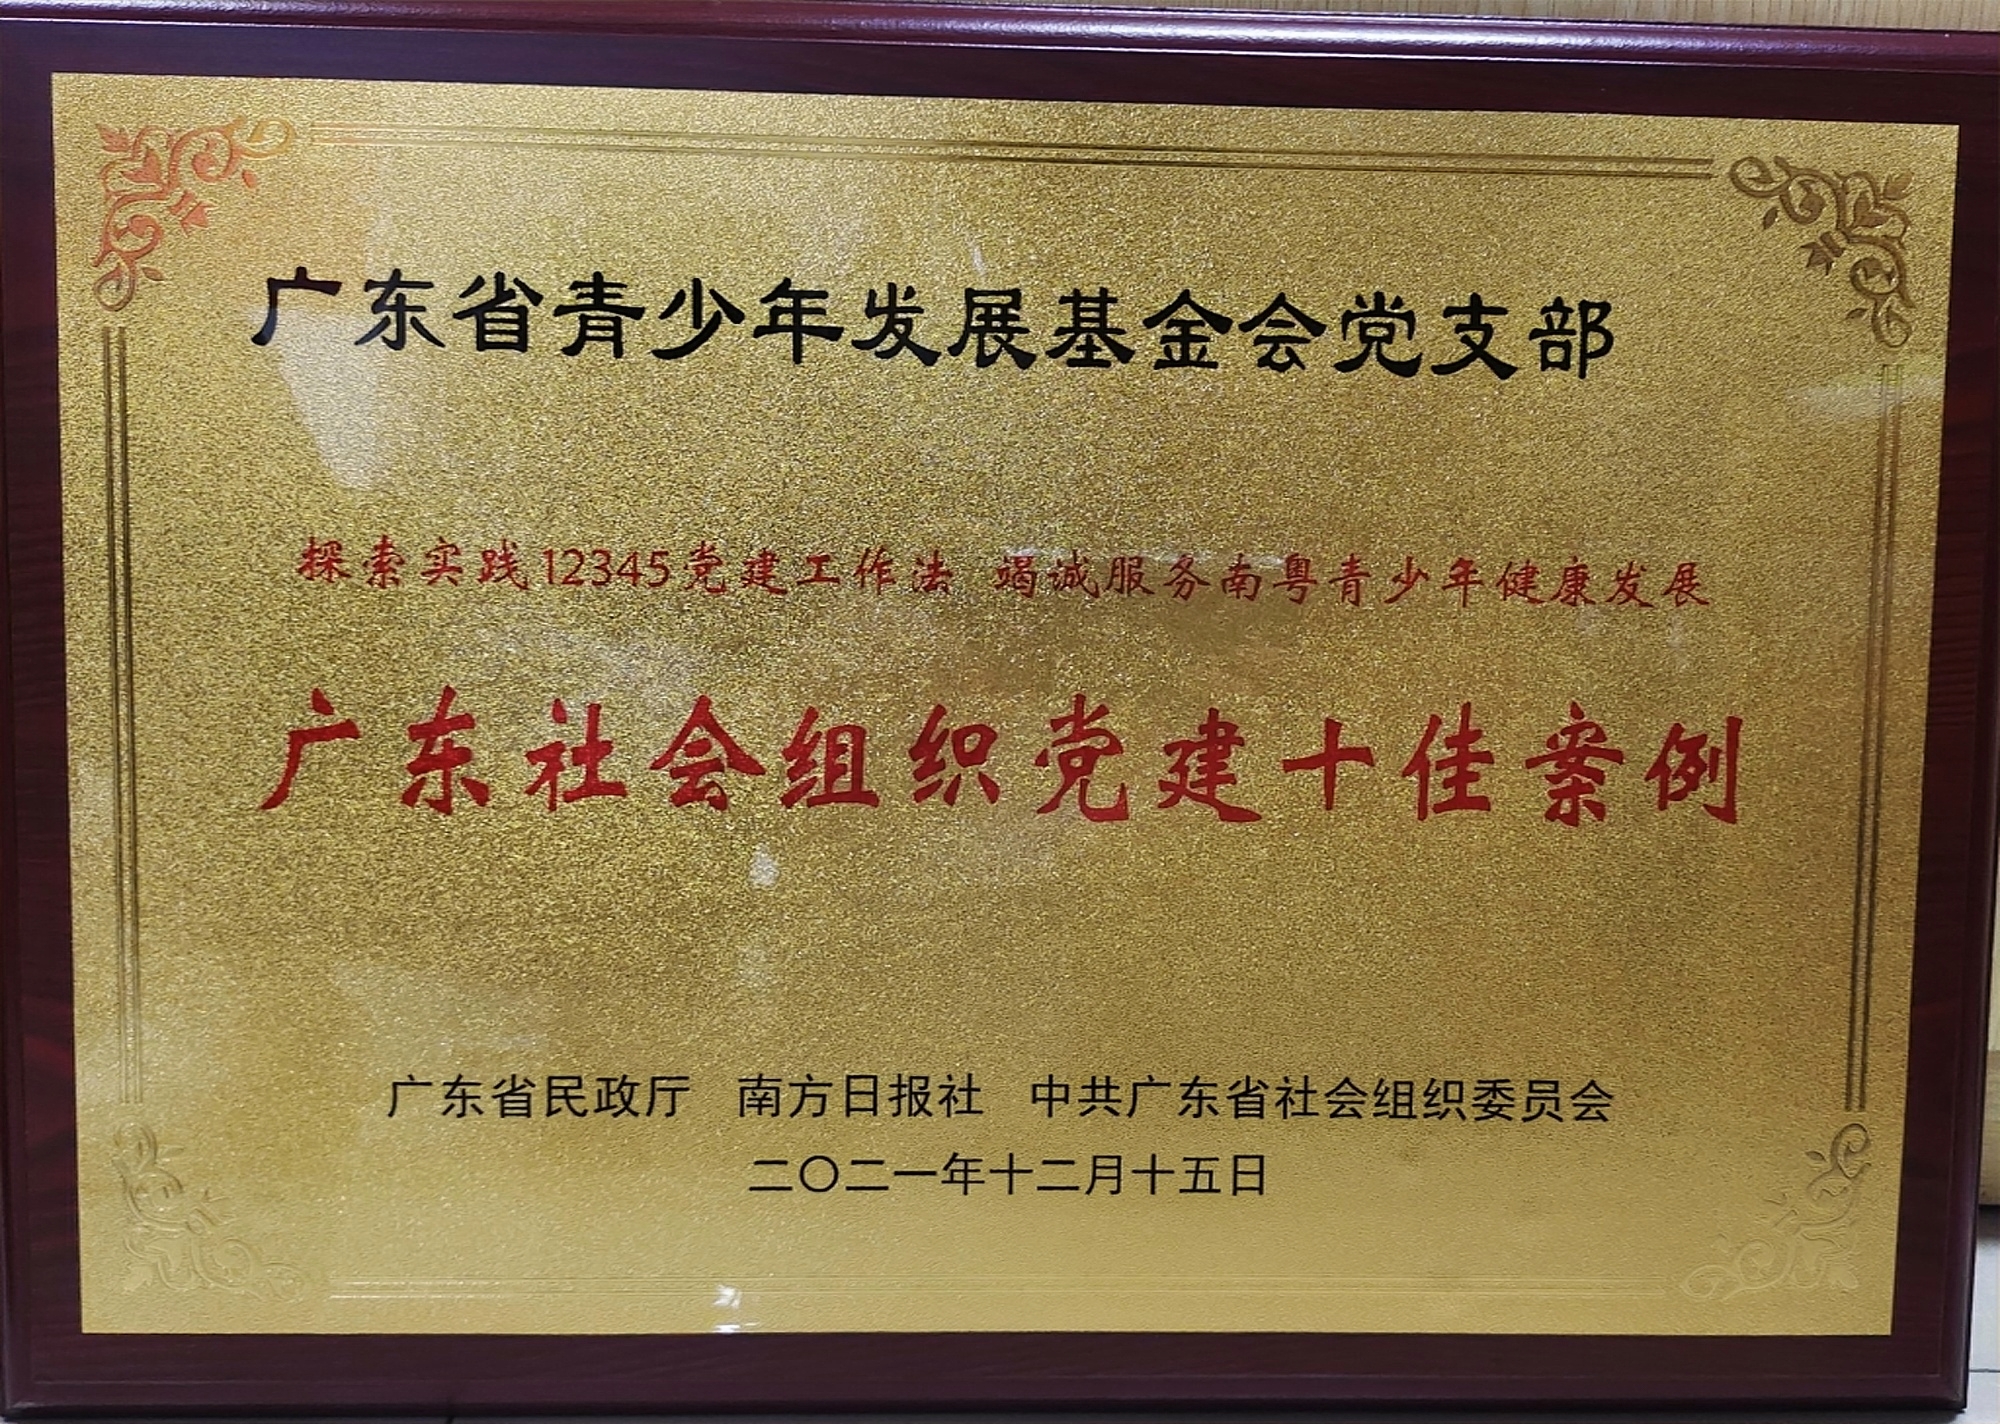 广东省青少年发展基金会党支部
探索实践12345党建工作法 竭诚服务南粤青少年健康发展
广东社会组织党建十佳案例
广东省民政厅 南方日报社 中共广东省社会组织委员会
二〇二一年十二月十五日